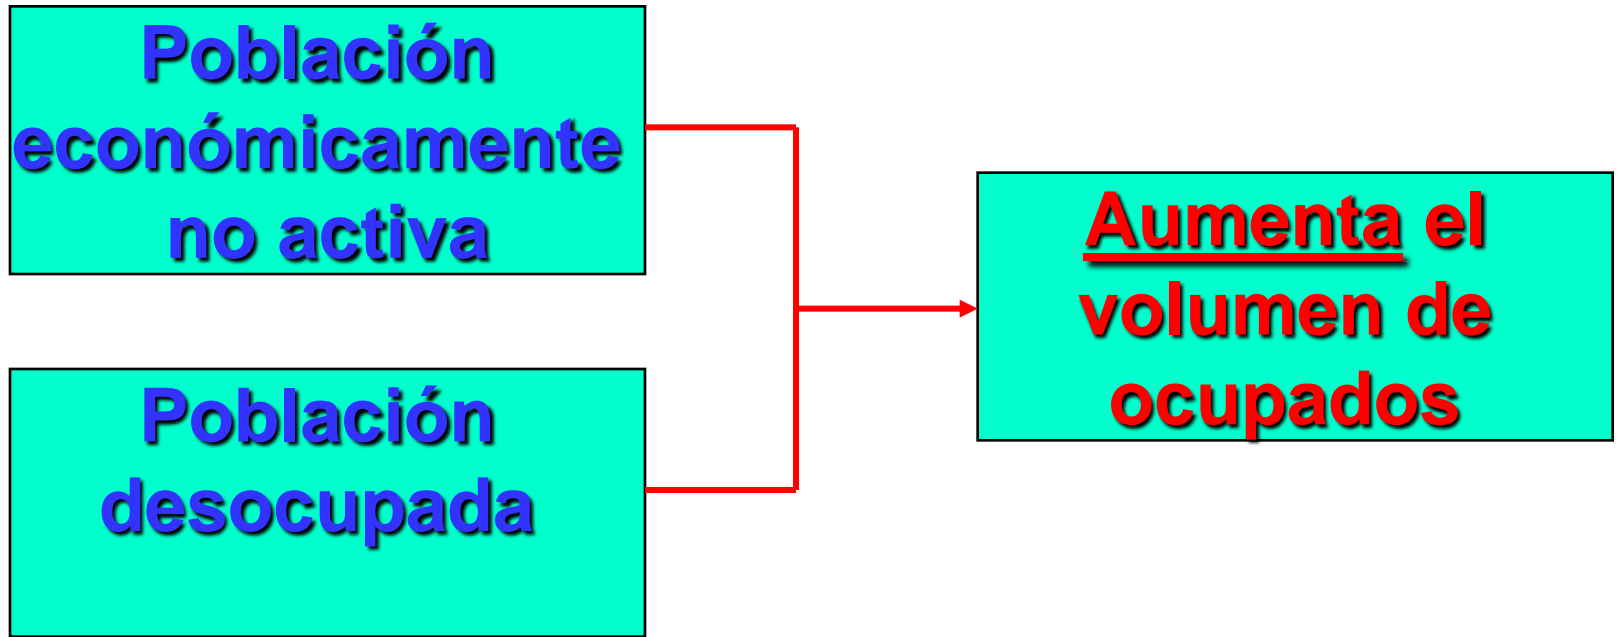 Población
económicamente
no activa
Población
desocupada
Aumenta el
volumen de
ocupados